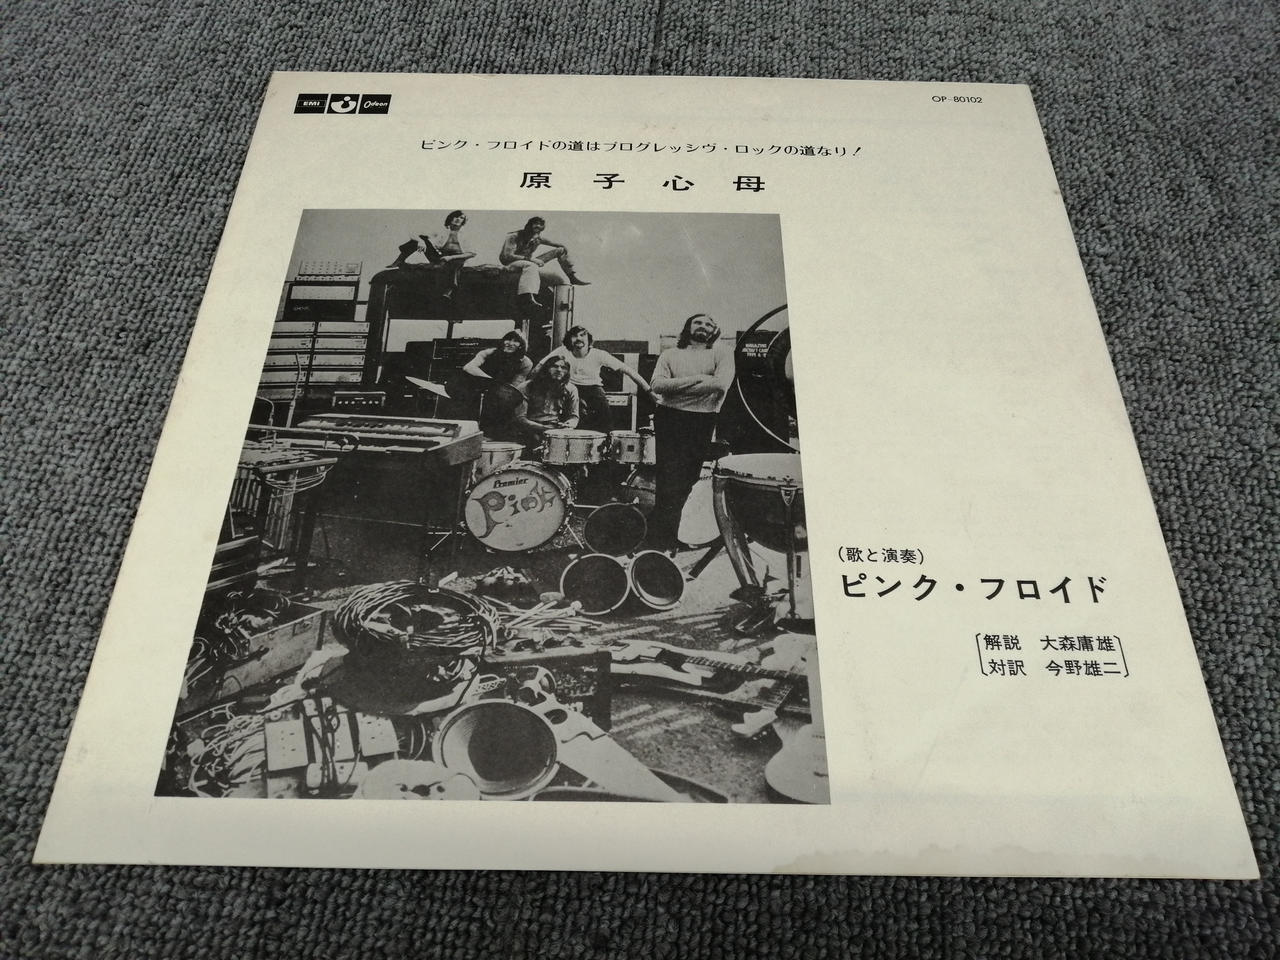 EMI Odeon
OP-80102
ピンク・フロイドの道はプログレッシヴ・ロックの道なり！
原子心母
Premier
Pink
(歌と演奏)
ピンク・フロイド
解説 大森庸雄
対訳 今野雄二